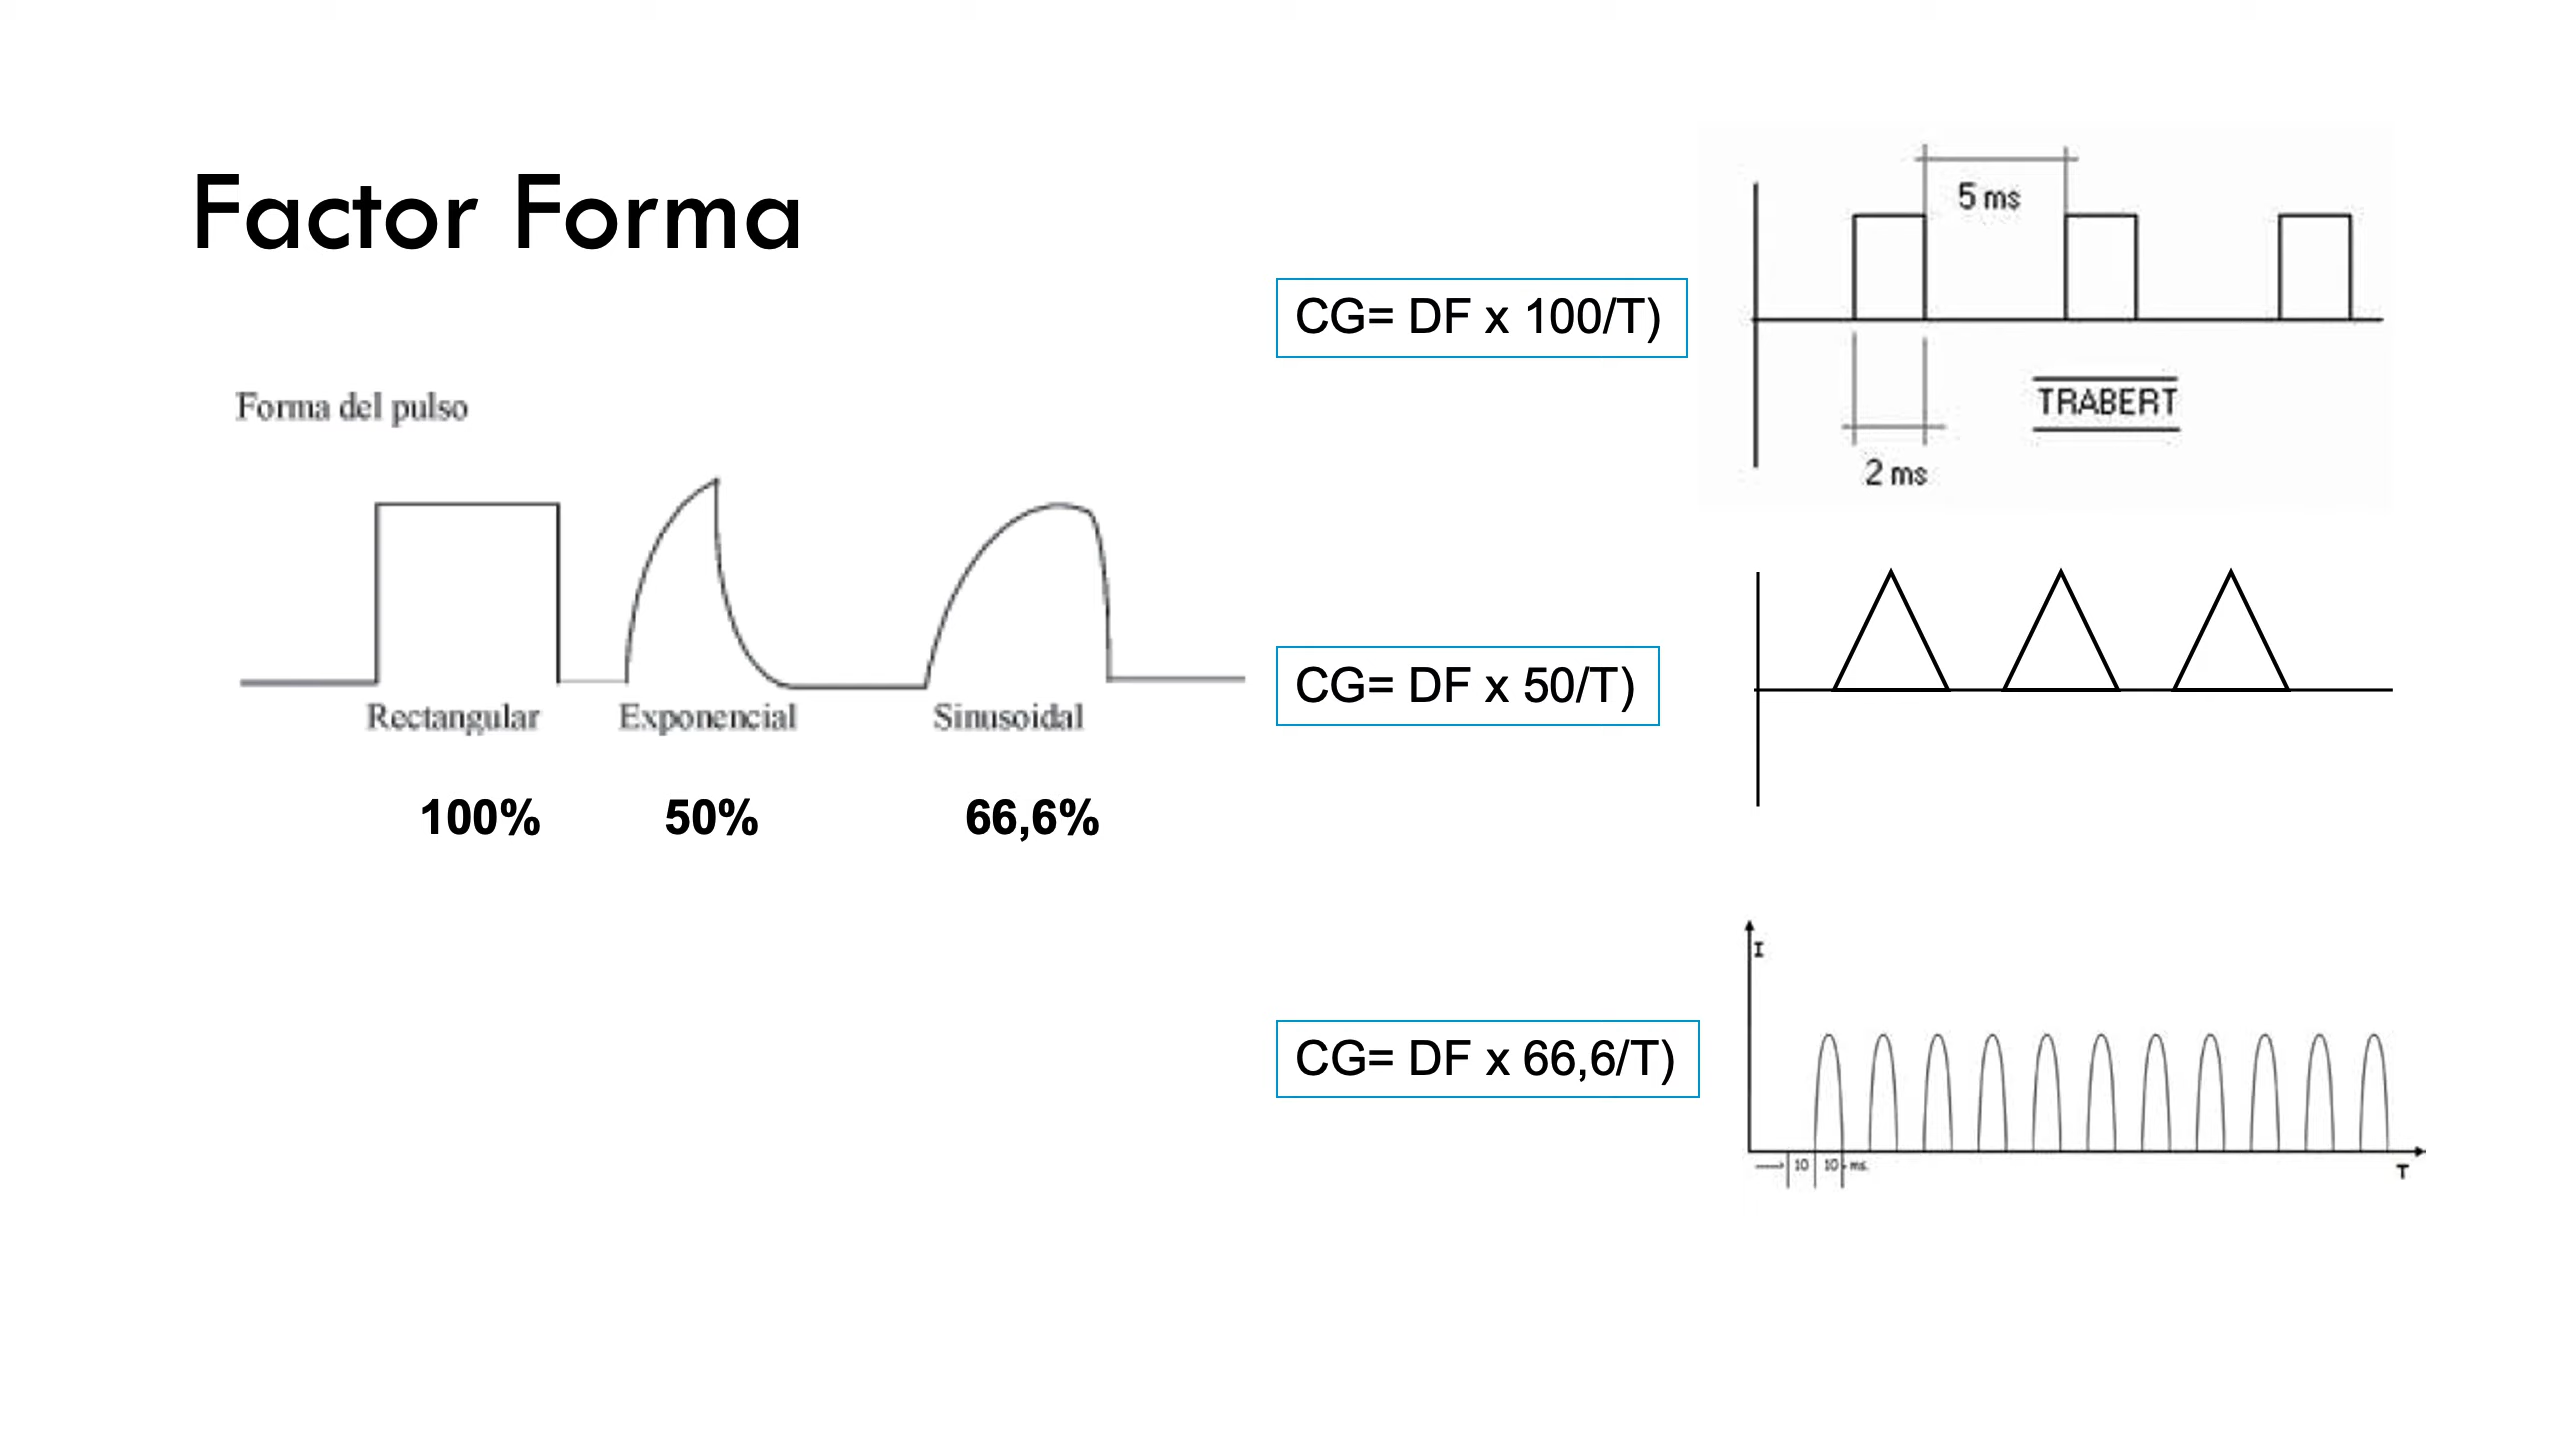 Factor Forma
Forma del pulso
Rectangular
Exponencial
Sinusoidal
100%
50%
66,6%
CG= DF x 100/T)
5 ms
TRABERT
2 ms
CG= DF x 50/T)
CG= DF x 66,6/T)
I
10 10 ms.
T